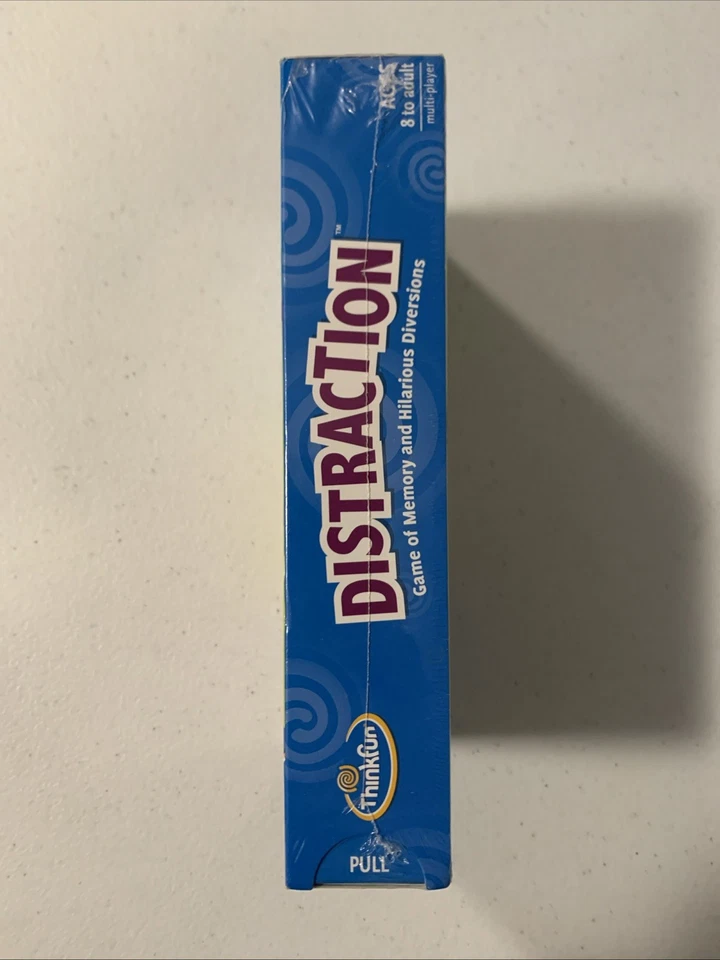 AGES
8 to adult
multi-player
DISTRACTION™
Game of Memory and Hilarious Diversions
Thinkfun
PULL